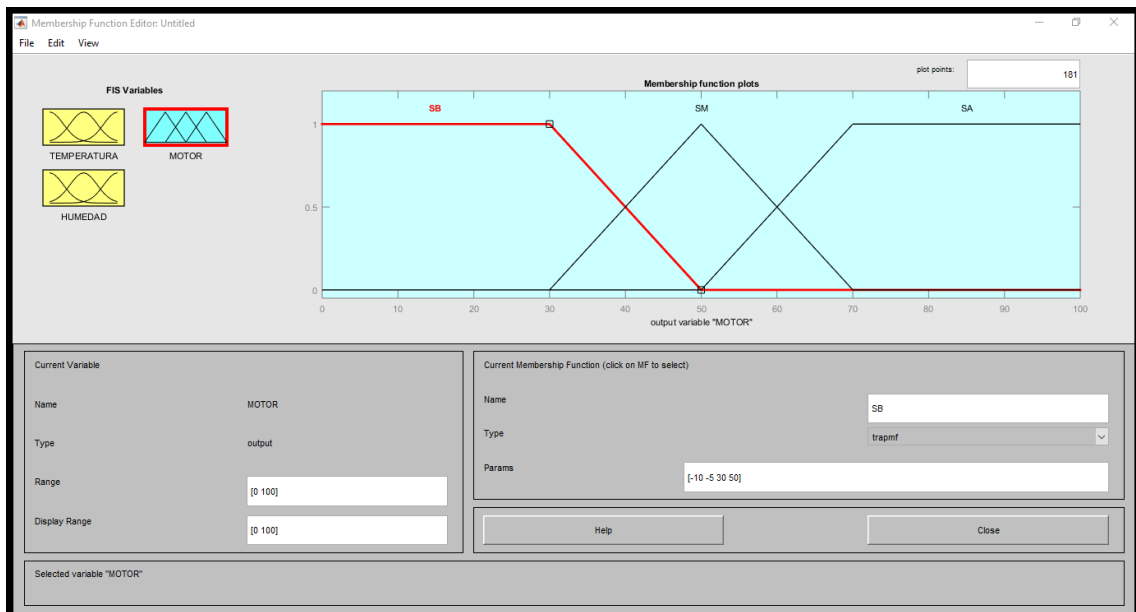 Membership Function Editor: Untitled
File Edit View
FIS Variables
TEMPERATURA
MOTOR
HUMEDAD
plot points:
181
Membership function plots
SB
SM
SA
1
0.5
0
0 10 20 30 40 50 60 70 80 90 100
output variable "MOTOR"
Current Variable
Name MOTOR
Type output
Range [0 100]
Display Range [0 100]
Current Membership Function (click on MF to select)
Name SB
Type trapmf
Params [-10 -5 30 50]
Help Close
Selected variable "MOTOR"